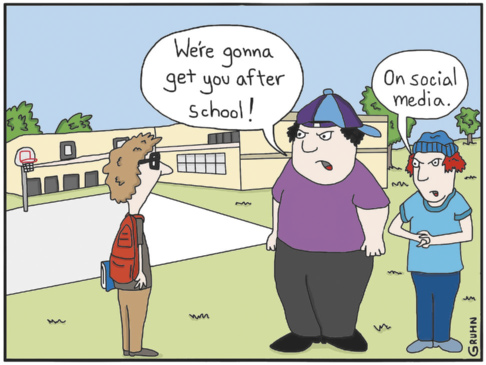 We're gonna
get you after
school!
On social
media.
GRUHN